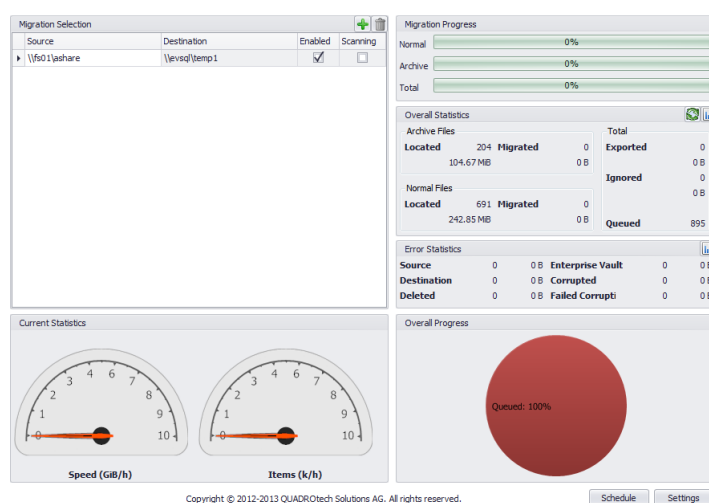 Migration Selection
Source Destination Enabled Scanning
\\fs01\ashare \\evsql\temp1
Migration Progress
Normal 0%
Archive 0%
Total 0%
Overall Statistics
Archive Files Total
Located 204 Migrated 0 Exported 0
104.67 MiB 0 B 0 B
Ignored 0
0 B
Normal Files
Located 691 Migrated 0
242.85 MiB 0 B Queued 895
Error Statistics
Source 0 0 B Enterprise Vault 0 0 B
Destination 0 0 B Corrupted 0 0 B
Deleted 0 0 B Failed Corrupti 0 0 B
Current Statistics
0 1 2 3 4 6 7 8 9 10
Speed (GiB/h)
0 1 2 3 4 6 7 8 9 10
Items (k/h)
Overall Progress
Queued: 100%
Copyright © 2012-2013 QUADROtech Solutions AG. All rights reserved.
Schedule Settings